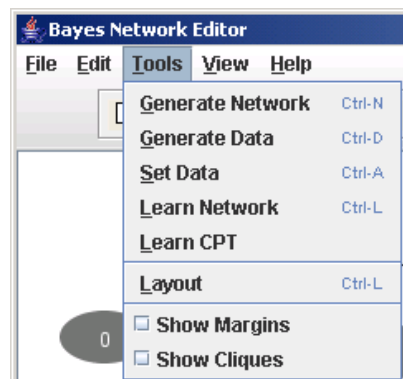 Bayes Network Editor
File Edit Tools View Help
Generate Network Ctrl-N
Generate Data Ctrl-D
Set Data Ctrl-A
Learn Network Ctrl-L
Learn CPT
Layout Ctrl-L
Show Margins
0
Show Cliques